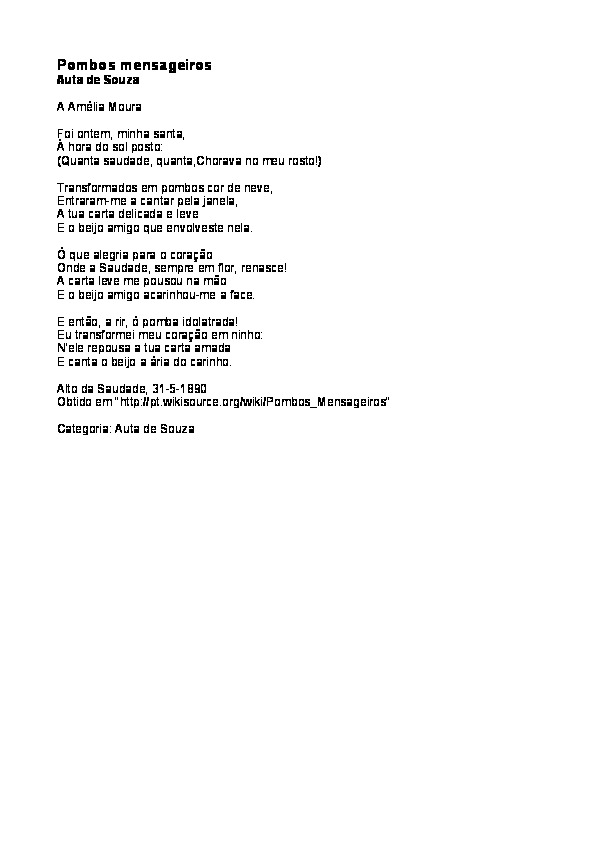 Pombos mensageiros
Auta de Souza
A Amélia Moura
Foi ontem, minha santa,
À hora do sol posto:
(Quanta saudade, quanta,Chorava no meu rosto!)
Transformados em pombos cor de neve,
Entraram-me a cantar pela janela,
A tua carta delicada e leve
E o beijo amigo que envolveste nela.
Ó que alegria para o coração
Onde a Saudade, sempre em flor, renasce!
A carta leve me pousou na mão
E o beijo amigo acarinhou-me a face.
E então, a rir, ó pomba idolatrada!
Eu transformei meu coração em ninho:
N'ele repousa a tua carta amada
E canta o beijo a ária do carinho.
Alto da Saudade, 31-5-1890
Obtido em "http://pt.wikisource.org/wiki/Pombos_Mensageiros"
Categoria: Auta de Souza